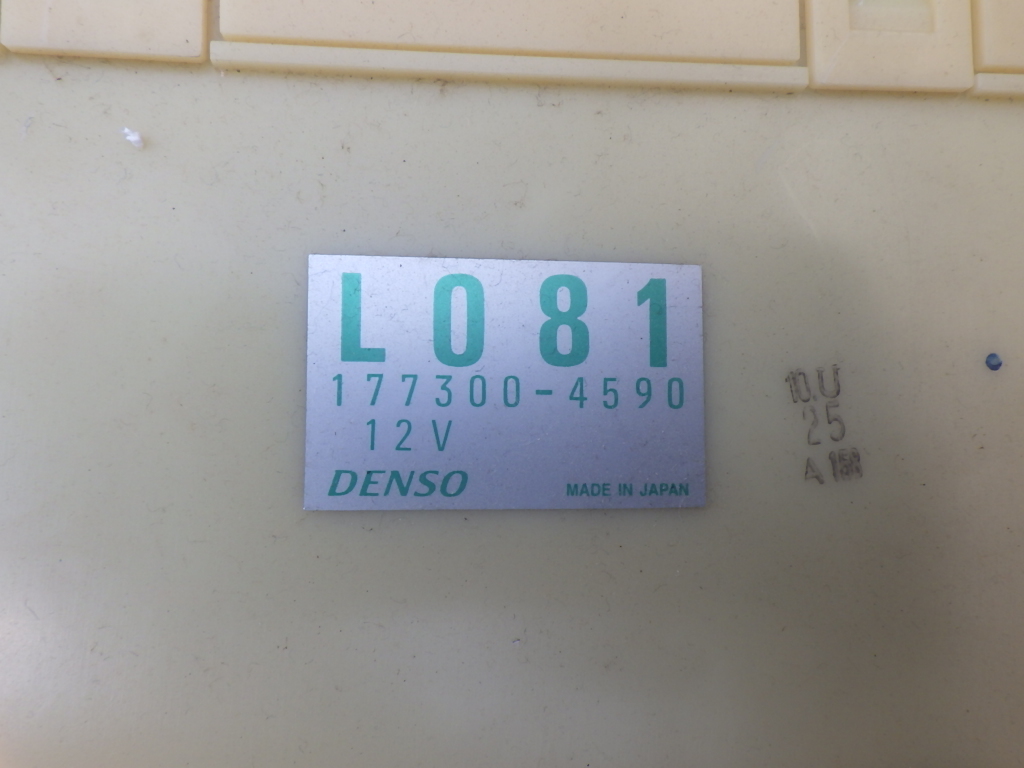 L081
177300-4590
12V
DENSO
MADE IN JAPAN
10.U
25
A